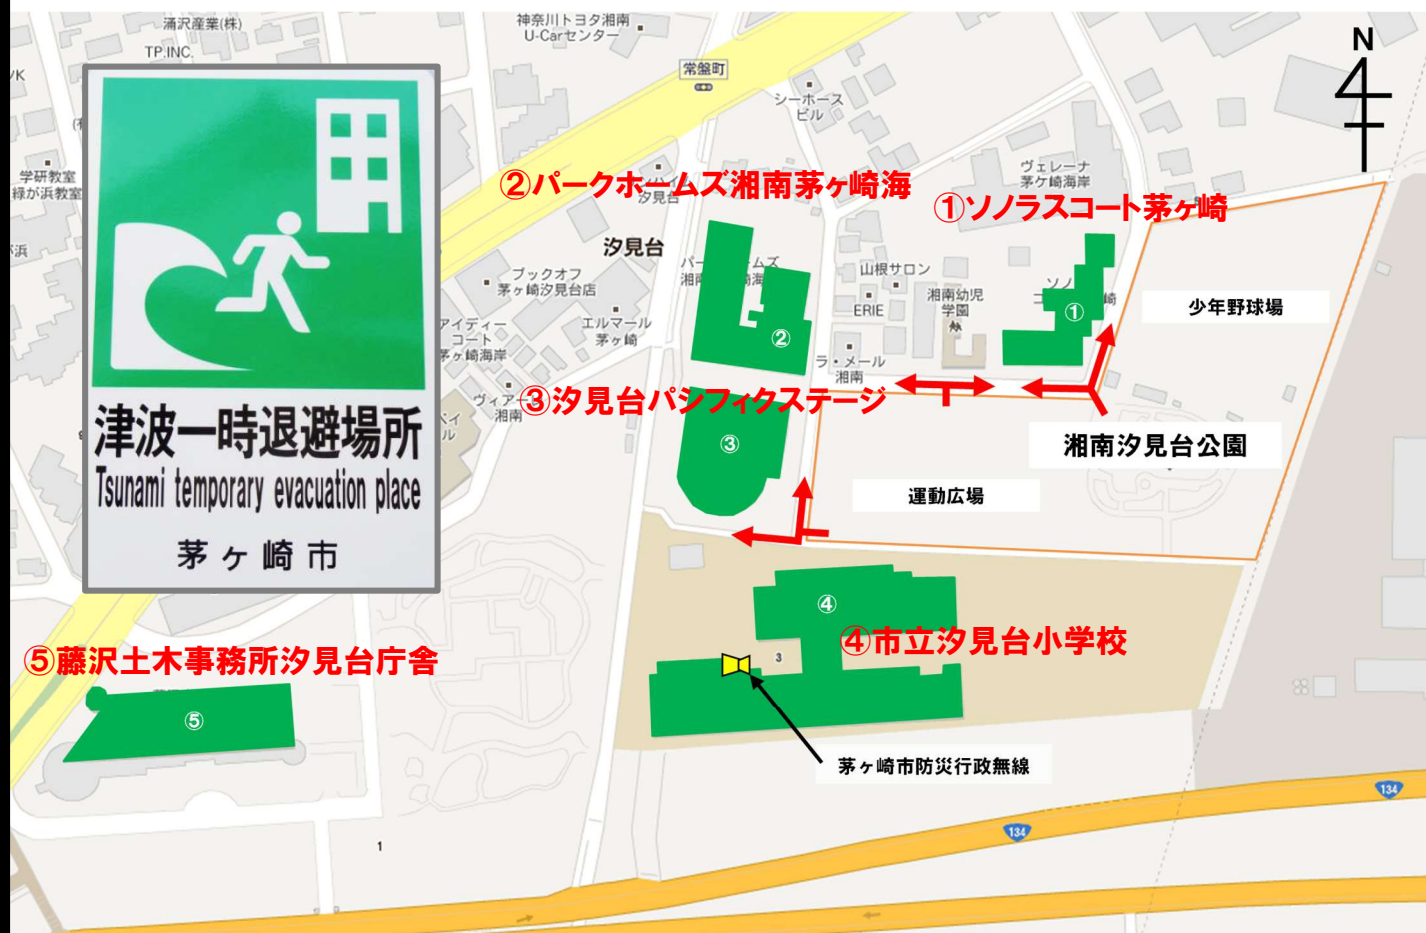 涌沢産業(株)
TP.INC.
神奈川トヨタ湘南
U-Carセンター
N
常盤町
シーホース
ビル
学研教室
緑が浜教室
ヴェレーナ
茅ケ崎海岸
汐見台
②パークホームズ湘南茅ヶ崎海
①ソノラスコート茅ヶ崎
汐見台
ブックオフ
茅ヶ崎汐見台店
山根サロン
ERIE
湘南幼児
学園
①
少年野球場
アイディー
コート
茅ヶ崎海岸
エルマール
茅ヶ崎
②
ラ・メール
湘南
③汐見台パシフィクステージ
湘南
③
湘南汐見台公園
運動広場
津波一時退避場所
Tsunami temporary evacuation place
茅ヶ崎市
④
④市立汐見台小学校
3
⑤藤沢土木事務所汐見台庁舎
⑤
茅ヶ崎市防災行政無線
134
134
1